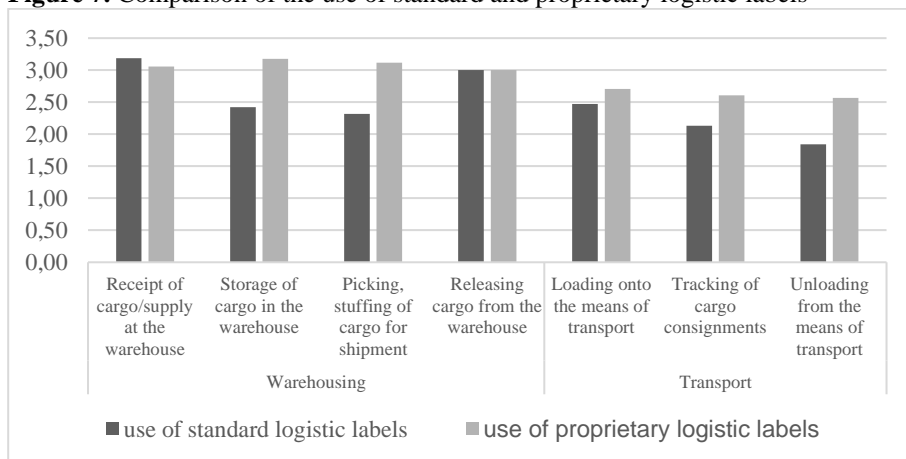 Figure 7. Comparison of the use of standard and proprietary logistic labels
3,50
3,00
2,50
2,00
1,50
1,00
0,50
0,00
Receipt of
cargo/supply
at the
warehouse
Storage of
cargo in the
warehouse
Picking,
stuffing of
cargo for
shipment
Releasing
cargo from the
warehouse
Loading onto
the means of
transport
Tracking of
cargo
consignments
Unloading
from the
means of
transport
Warehousing
Transport
use of standard logistic labels
use of proprietary logistic labels